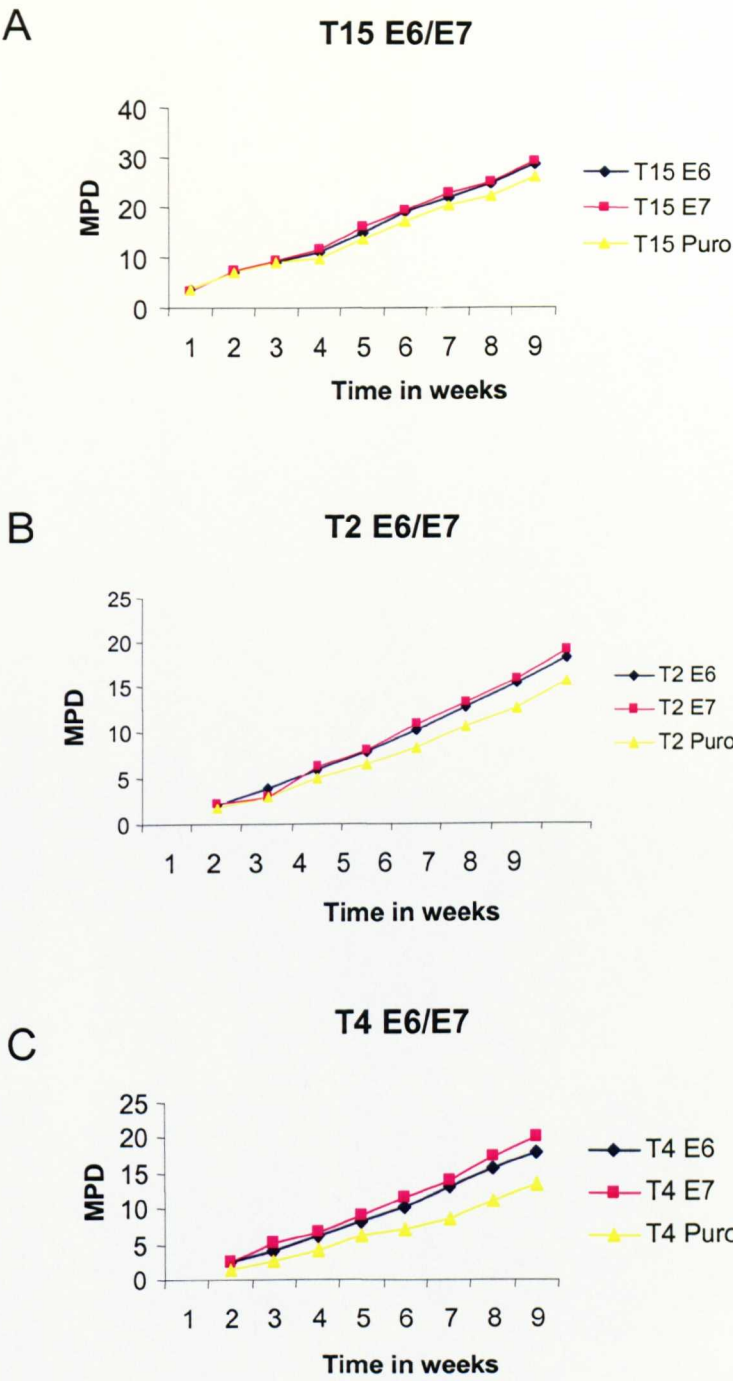 A
T15 E6/E7
40
30
20
10
0
MPD
1 2 3 4 5 6 7 8 9
Time in weeks
T15 E6
T15 E7
T15 Puro
B
T2 E6/E7
25
20
15
10
5
0
MPD
1 2 3 4 5 6 7 8 9
Time in weeks
T2 E6
T2 E7
T2 Puro
C
T4 E6/E7
25
20
15
10
5
0
MPD
1 2 3 4 5 6 7 8 9
Time in weeks
T4 E6
T4 E7
T4 Puro